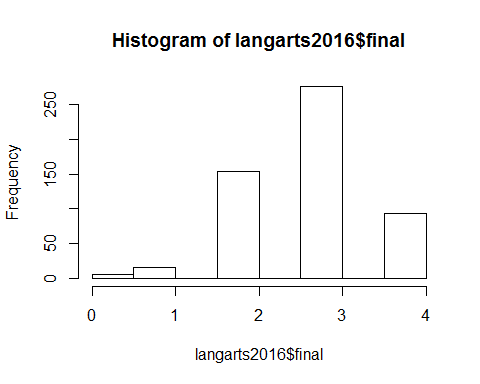 Histogram of langarts2016$final
Frequency
250
150
50
0
0 1 2 3 4
langarts2016$final